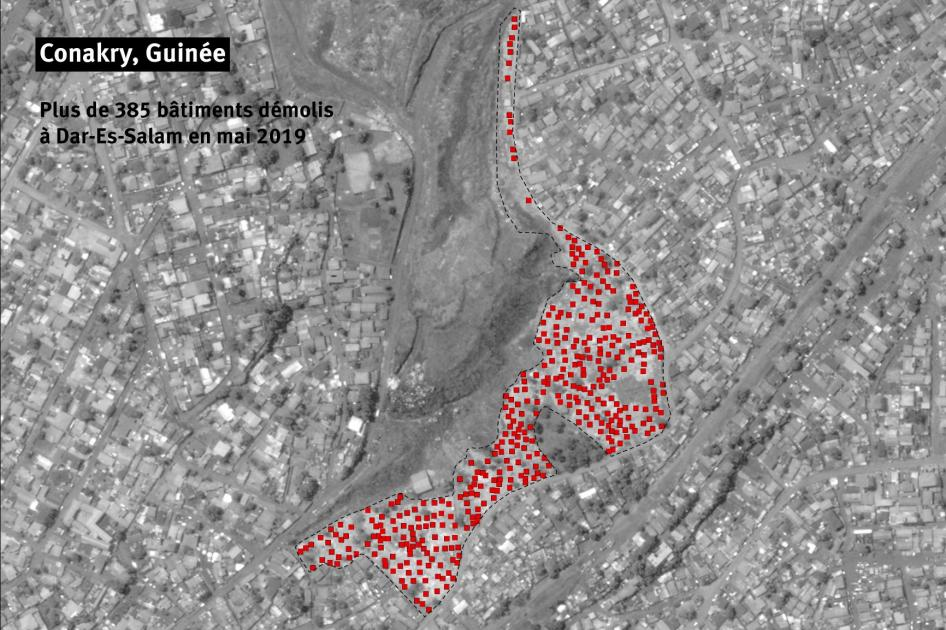 Conakry, Guinée
Plus de 385 bâtiments démolis
à Dar-Es-Salam en mai 2019